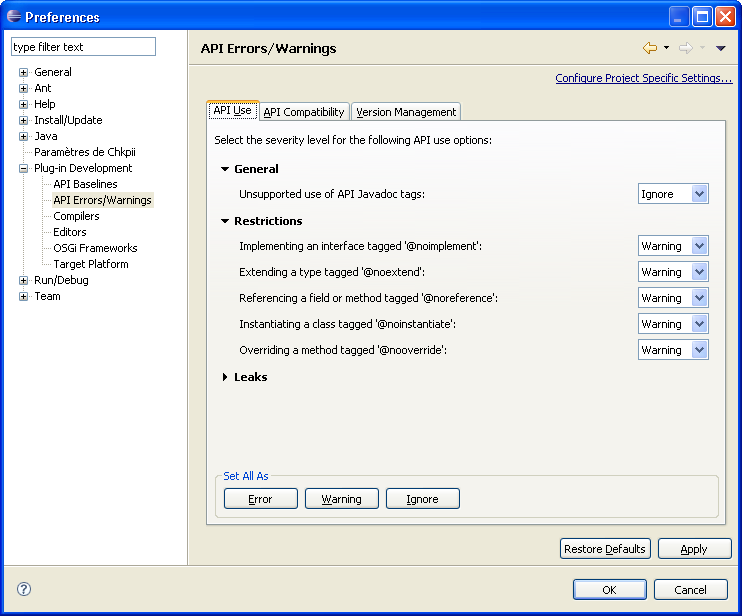 Preferences
type filter text
General
Ant
Help
Install/Update
Java
Paramètres de Chkpii
Plug-in Development
API Baselines
API Errors/Warnings
Compilers
Editors
OSGi Frameworks
Target Platform
Run/Debug
Team
API Errors/Warnings
Configure Project Specific Settings...
API Use API Compatibility Version Management
Select the severity level for the following API use options:
General
Unsupported use of API Javadoc tags: Ignore
Restrictions
Implementing an interface tagged '@noimplement': Warning
Extending a type tagged '@noextend': Warning
Referencing a field or method tagged '@noreference': Warning
Instantiating a class tagged '@noinstantiate': Warning
Overriding a method tagged '@nooverride': Warning
Leaks
Set All As
Error Warning Ignore
Restore Defaults Apply
? OK Cancel